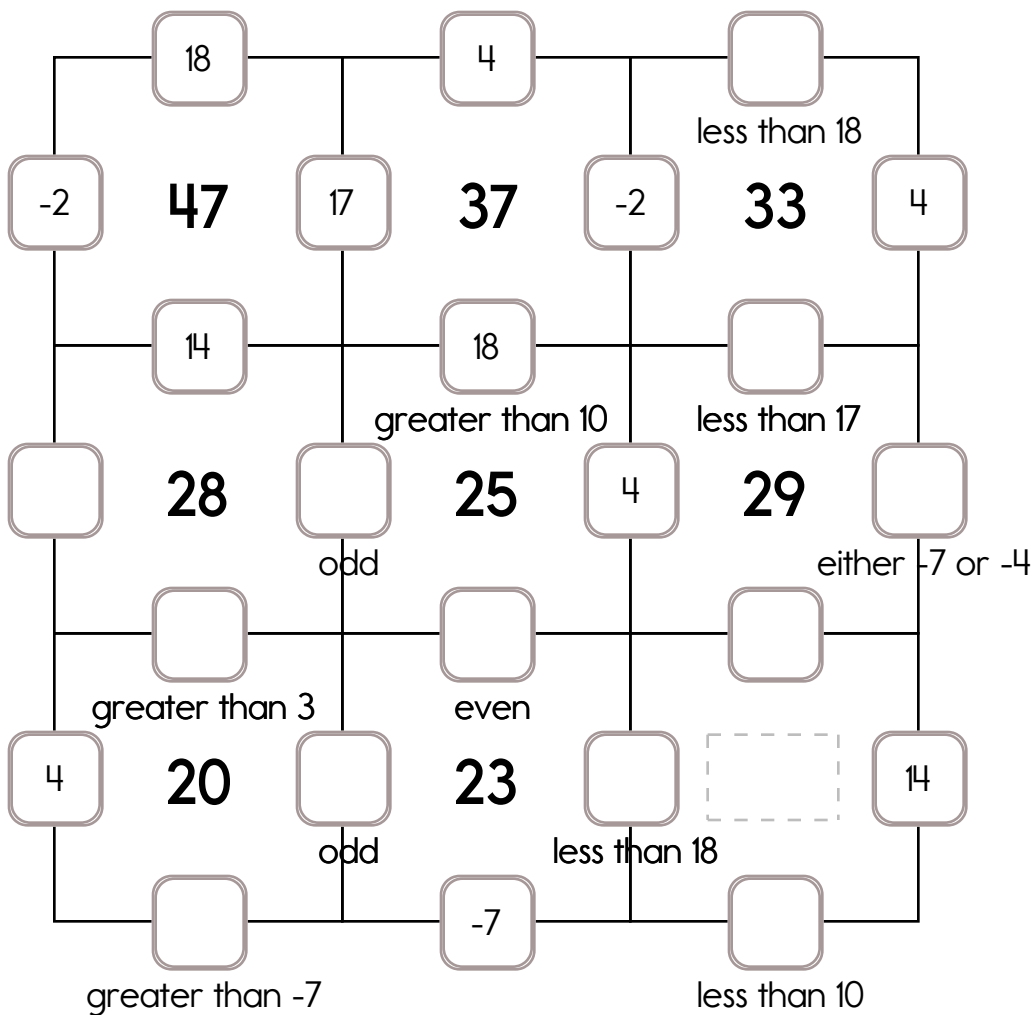 18 4
less than 18
-2 47 17 37 -2 33 4
14 18
greater than 10 less than 17
28 25 4 29
odd either -7 or -4
greater than 3 even
4 20 23 14
odd less than 18
-7
greater than -7 less than 10